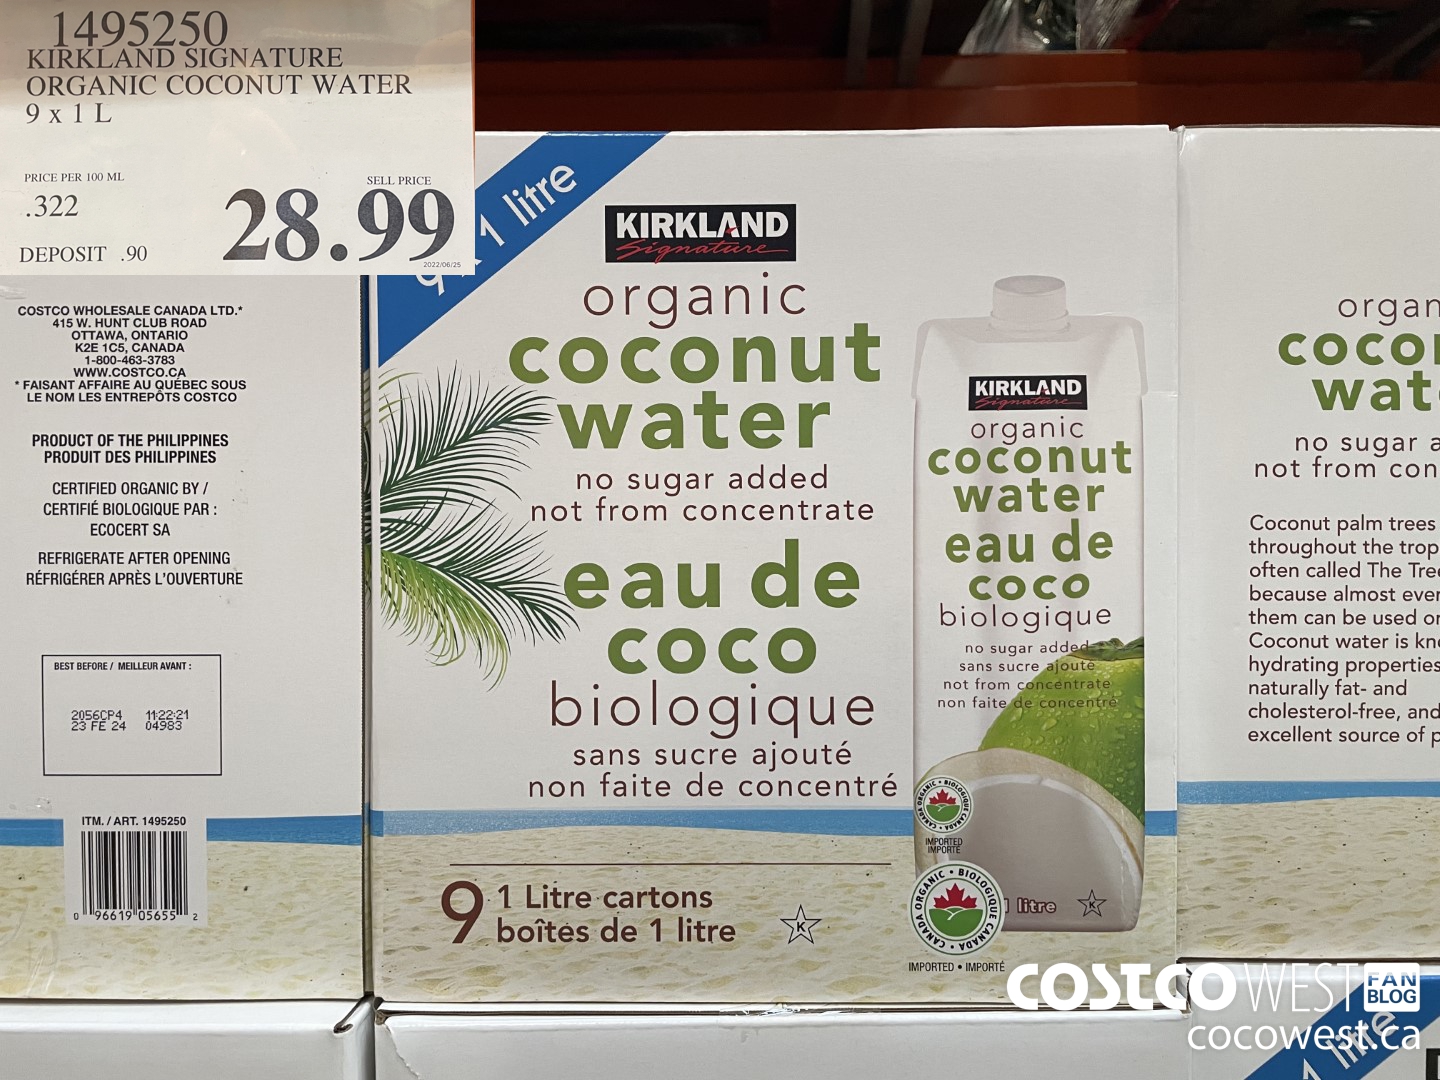 1495250
KIRKLAND SIGNATURE
ORGANIC COCONUT WATER
9 x 1 L
PRICE PER 100 ML
.322
DEPOSIT .90
SELL PRICE
28.99
2022/06/25
COSTCO WHOLESALE CANADA LTD.*
415 W. HUNT CLUB ROAD
OTTAWA, ONTARIO
K2E 1C5, CANADA
1-800-463-3783
WWW.COSTCO.CA
* FAISANT AFFAIRE AU QUÉBEC SOUS
LE NOM LES ENTREPÔTS COSTCO
PRODUCT OF THE PHILIPPINES
PRODUIT DES PHILIPPINES
CERTIFIED ORGANIC BY /
CERTIFIÉ BIOLOGIQUE PAR :
ECOCERT SA
REFRIGERATE AFTER OPENING
RÉFRIGÉRER APRÈS L'OUVERTURE
BEST BEFORE / MEILLEUR AVANT :
2056CP4 11:22:21
23 FE 24 04983
ITM. / ART. 1495250
0 96619 05655 2
9 x 1 litre
KIRKLAND
Signature
organic
coconut
water
no sugar added
not from concentrate
eau de
coco
biologique
sans sucre ajouté
non faite de concentré
9 1 Litre cartons
boîtes de 1 litre
K
KIRKLAND
Signature
organic
coconut
water
eau de
coco
biologique
no sugar added
sans sucre ajouté
not from concentrate
non faite de concentré
CANADA ORGANIC • BIOLOGIQUE CANADA •
IMPORTED
IMPORTÉ
1 litre
K
CANADA ORGANIC • BIOLOGIQUE CANADA •
IMPORTED • IMPORTÉ
organ
coco
wat
no sugar a
not from con
Coconut palm trees
throughout the trop
often called The Tree
because almost ever
them can be used or
Coconut water is kn
hydrating properties
naturally fat- and
cholesterol-free, and
excellent source of p
1 litre
COSTCO WEST FAN BLOG
cocowest.ca